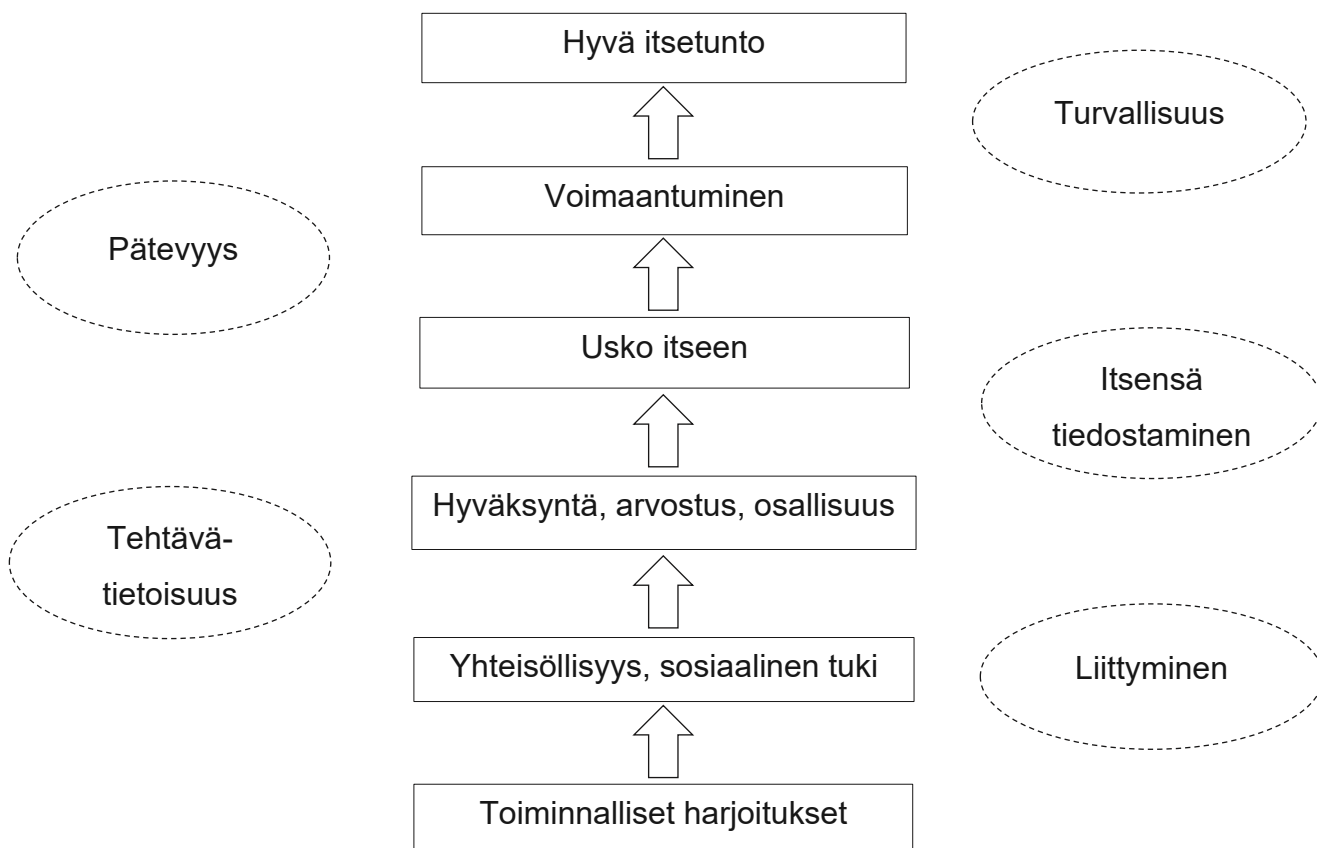 Hyvä itsetunto
Turvallisuus
Voimaantuminen
Pätevyys
Usko itseen
Itsensä
tiedostaminen
Hyväksyntä, arvostus, osallisuus
Tehtävä-
tietoisuus
Yhteisöllisyys, sosiaalinen tuki
Liittyminen
Toiminnalliset harjoitukset